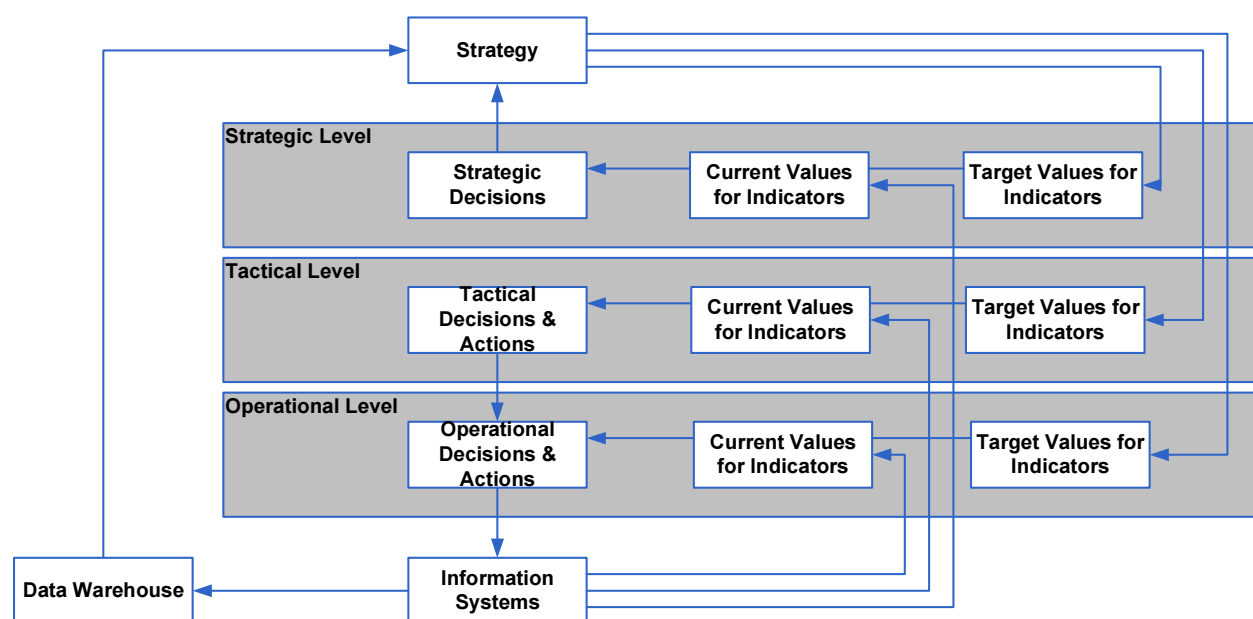 Strategy
Strategic Level
Strategic
Decisions
Current Values
for Indicators
Target Values for
Indicators
Tactical Level
Tactical
Decisions &
Actions
Current Values
for Indicators
Target Values for
Indicators
Operational Level
Operational
Decisions &
Actions
Current Values
for Indicators
Target Values for
Indicators
Data Warehouse
Information
Systems